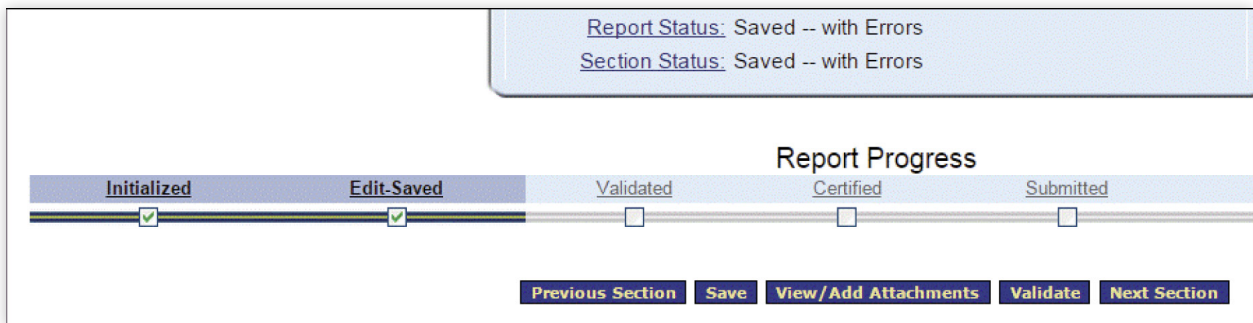 Report Status: Saved -- with Errors
Section Status: Saved -- with Errors
Report Progress
Initialized Edit-Saved Validated Certified Submitted
Previous Section Save View/Add Attachments Validate Next Section